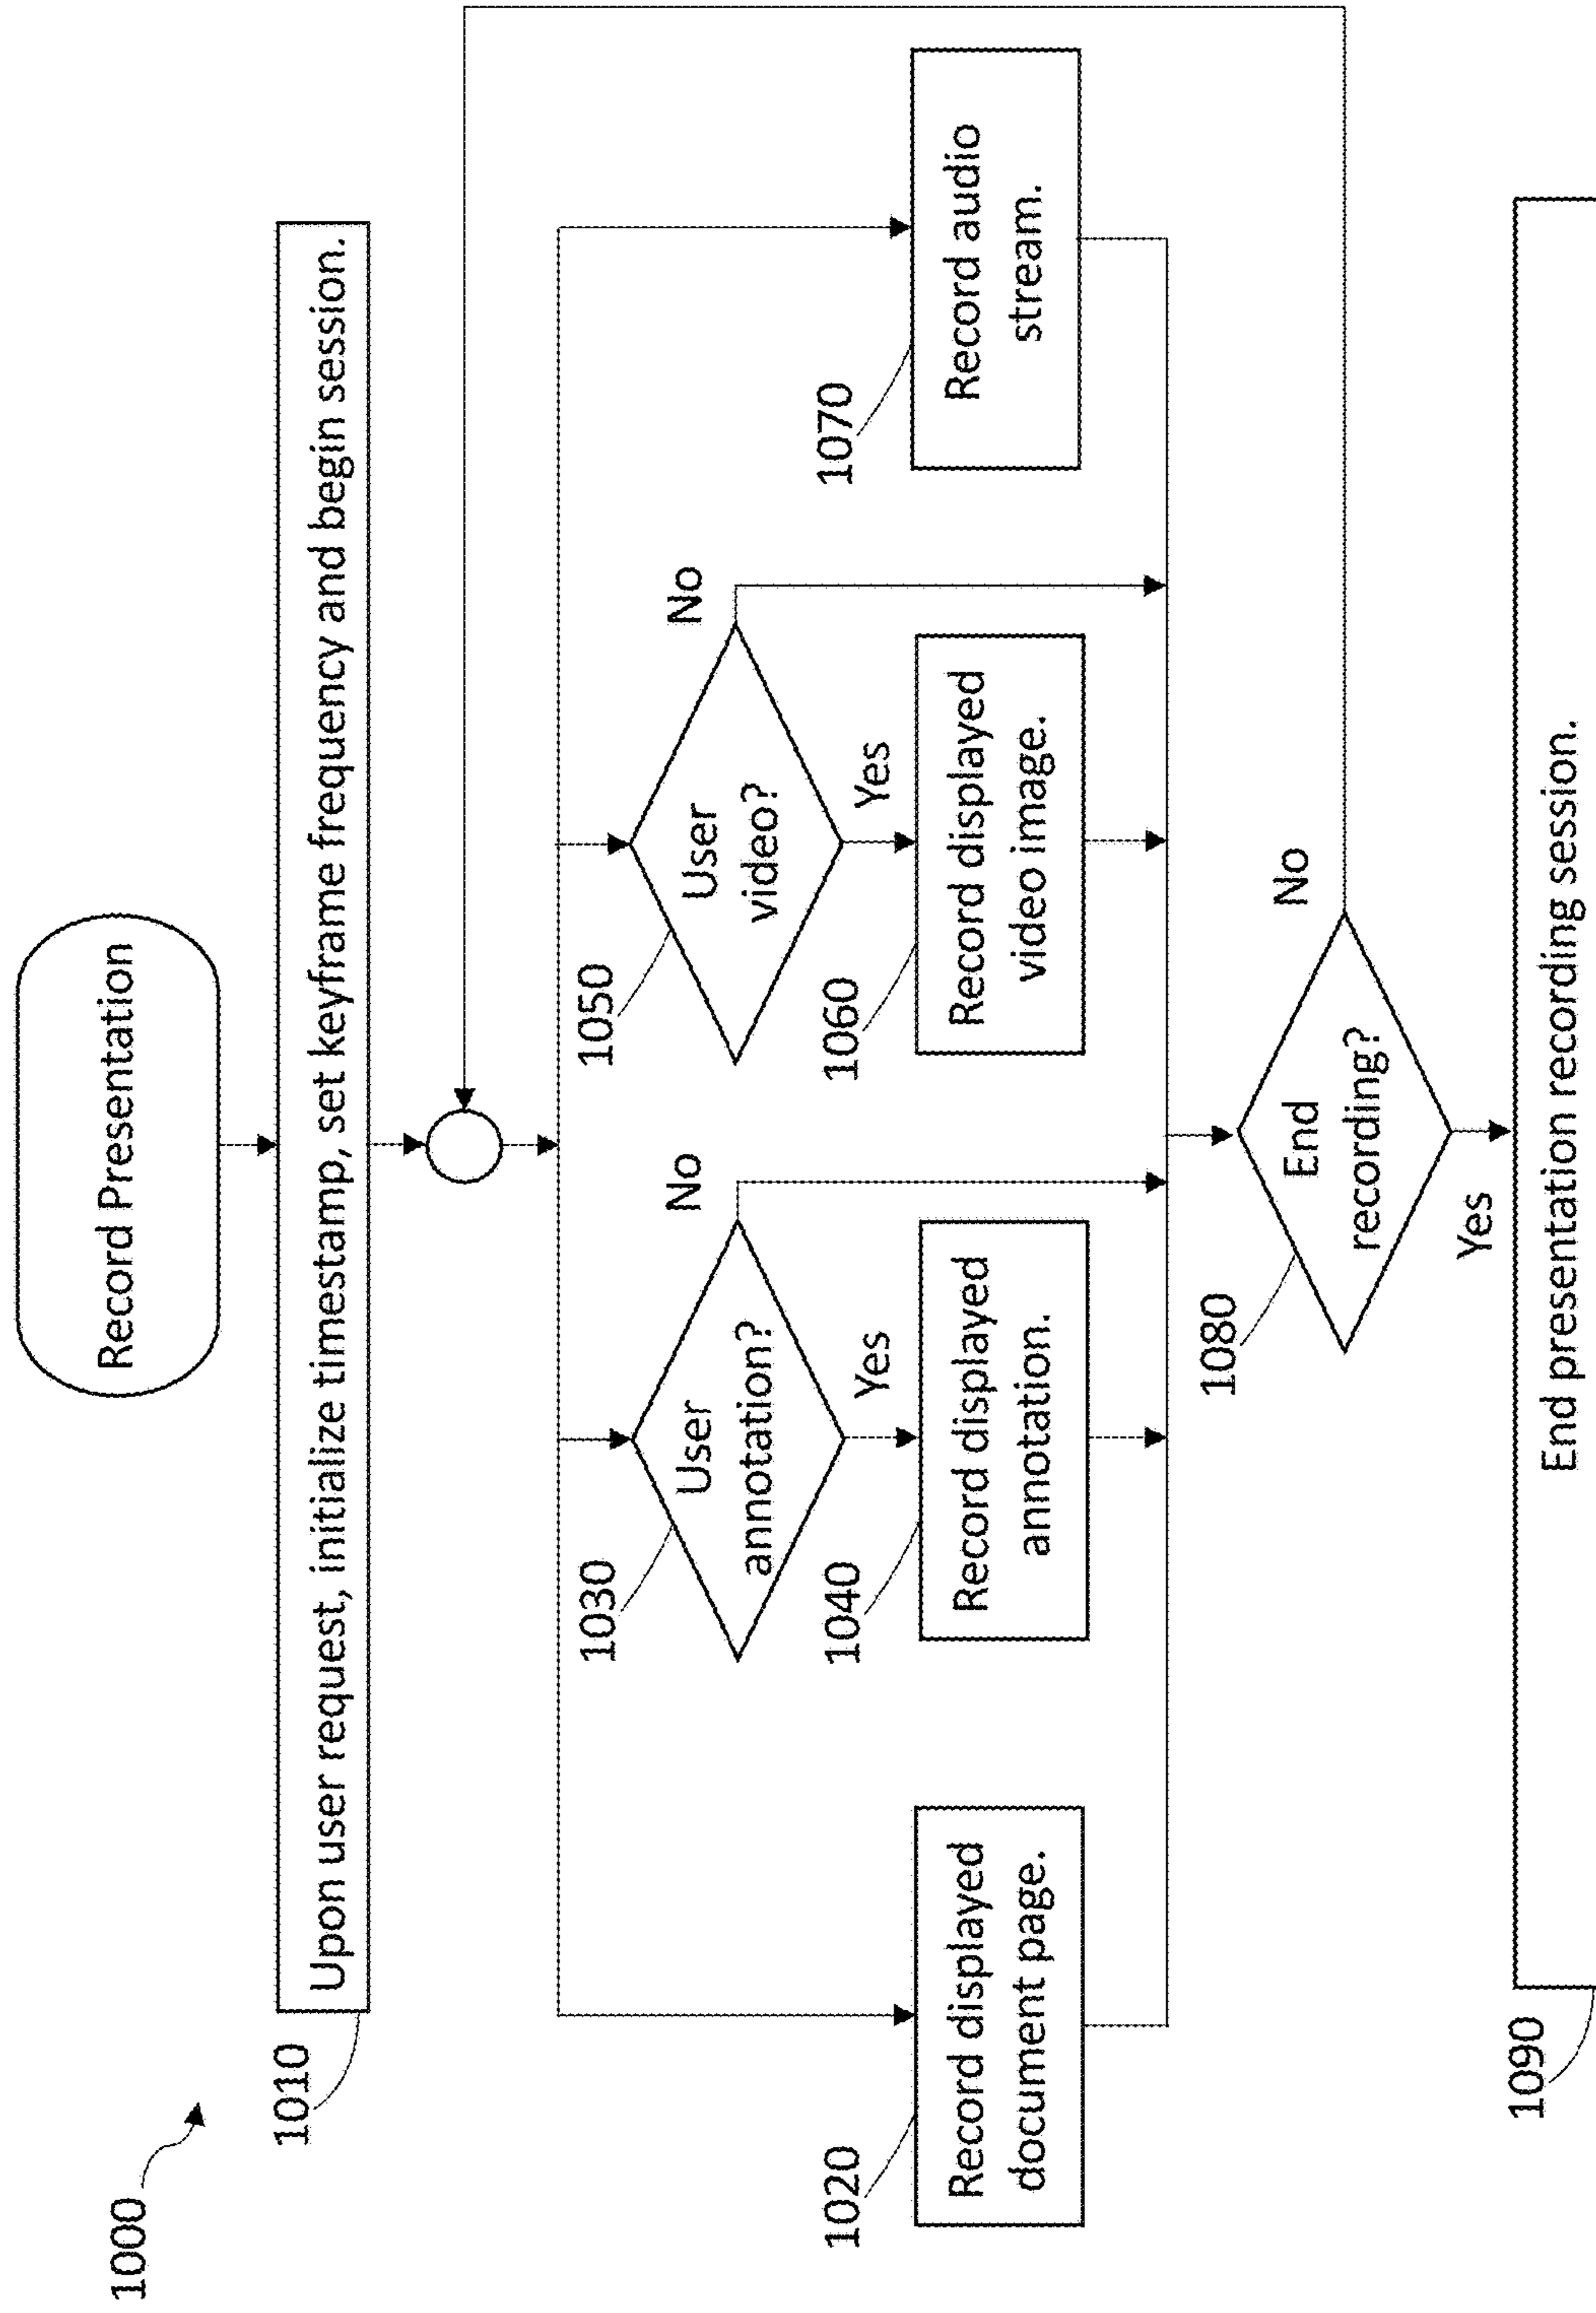 1000
Record Presentation
1010
Upon user request, initialize timestamp, set keyframe frequency and begin session.
1030
User
annotation?
No
Yes
1050
User
video?
No
Yes
1020
Record displayed
document page.
1040
Record displayed
annotation.
1060
Record displayed
video image.
1070
Record audio
stream.
1080
End
recording?
No
Yes
1090
End presentation recording session.